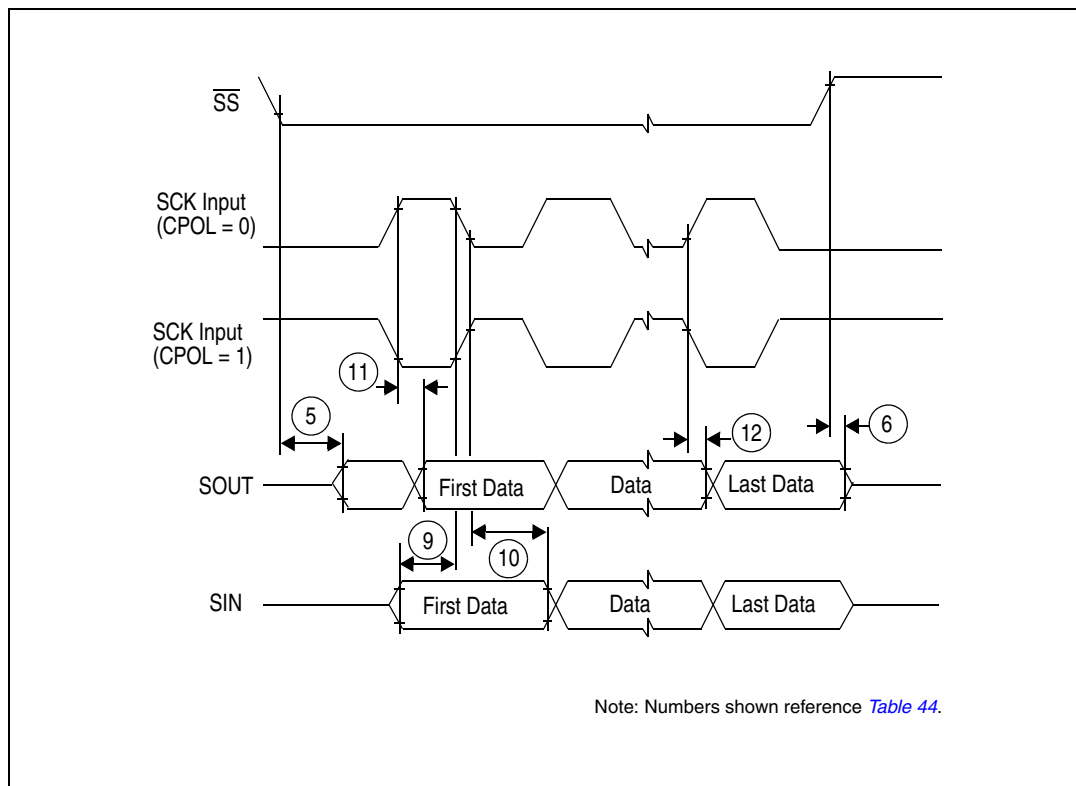 SS
SCK Input
(CPOL = 0)
SCK Input
(CPOL = 1)
11
5
12
6
SOUT
First Data
Data
Last Data
9
10
SIN
First Data
Data
Last Data
Note: Numbers shown reference Table 44.